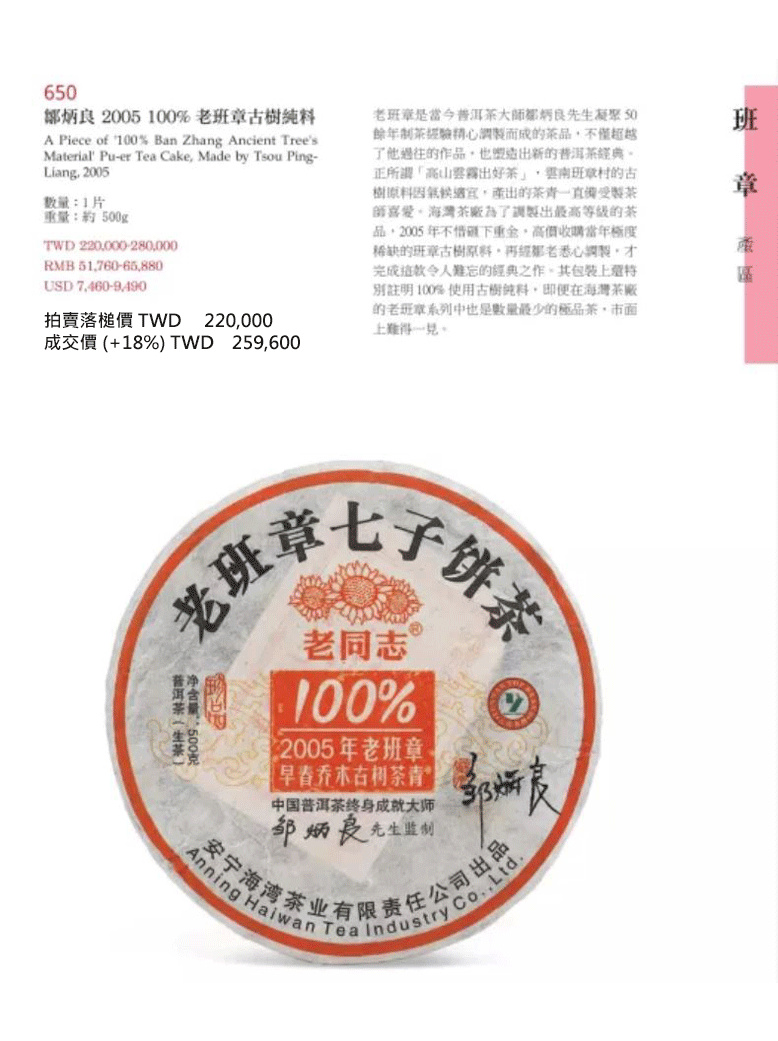 650
鄒炳良 2005 100% 老班章古樹純料
A Piece of '100% Ban Zhang Ancient Tree's
Material' Pu-er Tea Cake, Made by Tsou Ping-
Liang, 2005
數量：1片
重量：約 500g
TWD 220,000-280,000
RMB 51,760-65,880
USD 7,460-9,490
拍賣落槌價 TWD 220,000
成交價 (+18%) TWD 259,600
老班章是當今普洱茶大師鄒炳良先生凝聚 50
餘年制茶經驗精心調製而成的茶品，不僅超越
了他過往的作品，也塑造出新的普洱茶經典。
正所謂「高山雲霧出好茶」，雲南班章村的古
樹原料因氣候適宜，產出的茶青一直備受製茶
師喜愛。海灣茶廠為了調製出最高等級的茶
品，2005 年不惜砸下重金，高價收購當年極度
稀缺的班章古樹原料，再經鄒老悉心調製，才
完成這款令人難忘的經典之作。其包裝上還特
別註明 100% 使用古樹純料，即便在海灣茶廠
的老班章系列中也是數量最少的極品茶，市面
上難得一見。
班章
產區
老班章七子饼茶
老同志®
净含量:500克
普洱茶(生茶)
珍品
100%
2005年老班章
早春乔木古树茶青
中国普洱茶终身成就大师
邹炳良 先生监制
邹炳良
安宁海湾茶业有限责任公司出品
Anning Haiwan Tea Industry Co.,Ltd.